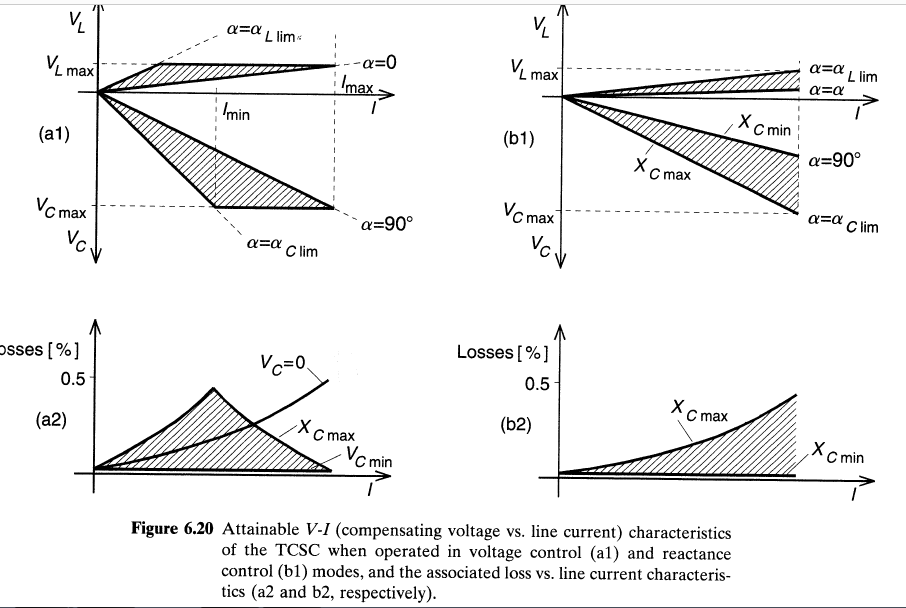 V_L
α=α_L lim
V_L max
α=0
I_max
I
I_min
(a1)
V_C max
V_C
α=90°
α=α_C lim
V_L
V_L max
α=α_L lim
α=α
I
(b1)
X_C min
X_C max
α=90°
V_C max
α=α_C lim
V_C
osses [%]
0.5
V_C=0
(a2)
X_C max
V_C min
I
Losses [%]
0.5
X_C max
(b2)
X_C min
I
Figure 6.20 Attainable V-I (compensating voltage vs. line current) characteristics
of the TCSC when operated in voltage control (a1) and reactance
control (b1) modes, and the associated loss vs. line current characteris-
tics (a2 and b2, respectively).